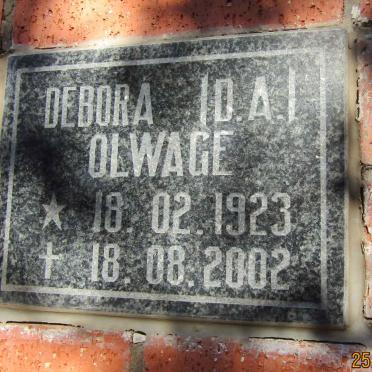 DEBORA (D.A.)
OLWAGE
★ 18.02.1923
✝ 18.08.2002
25